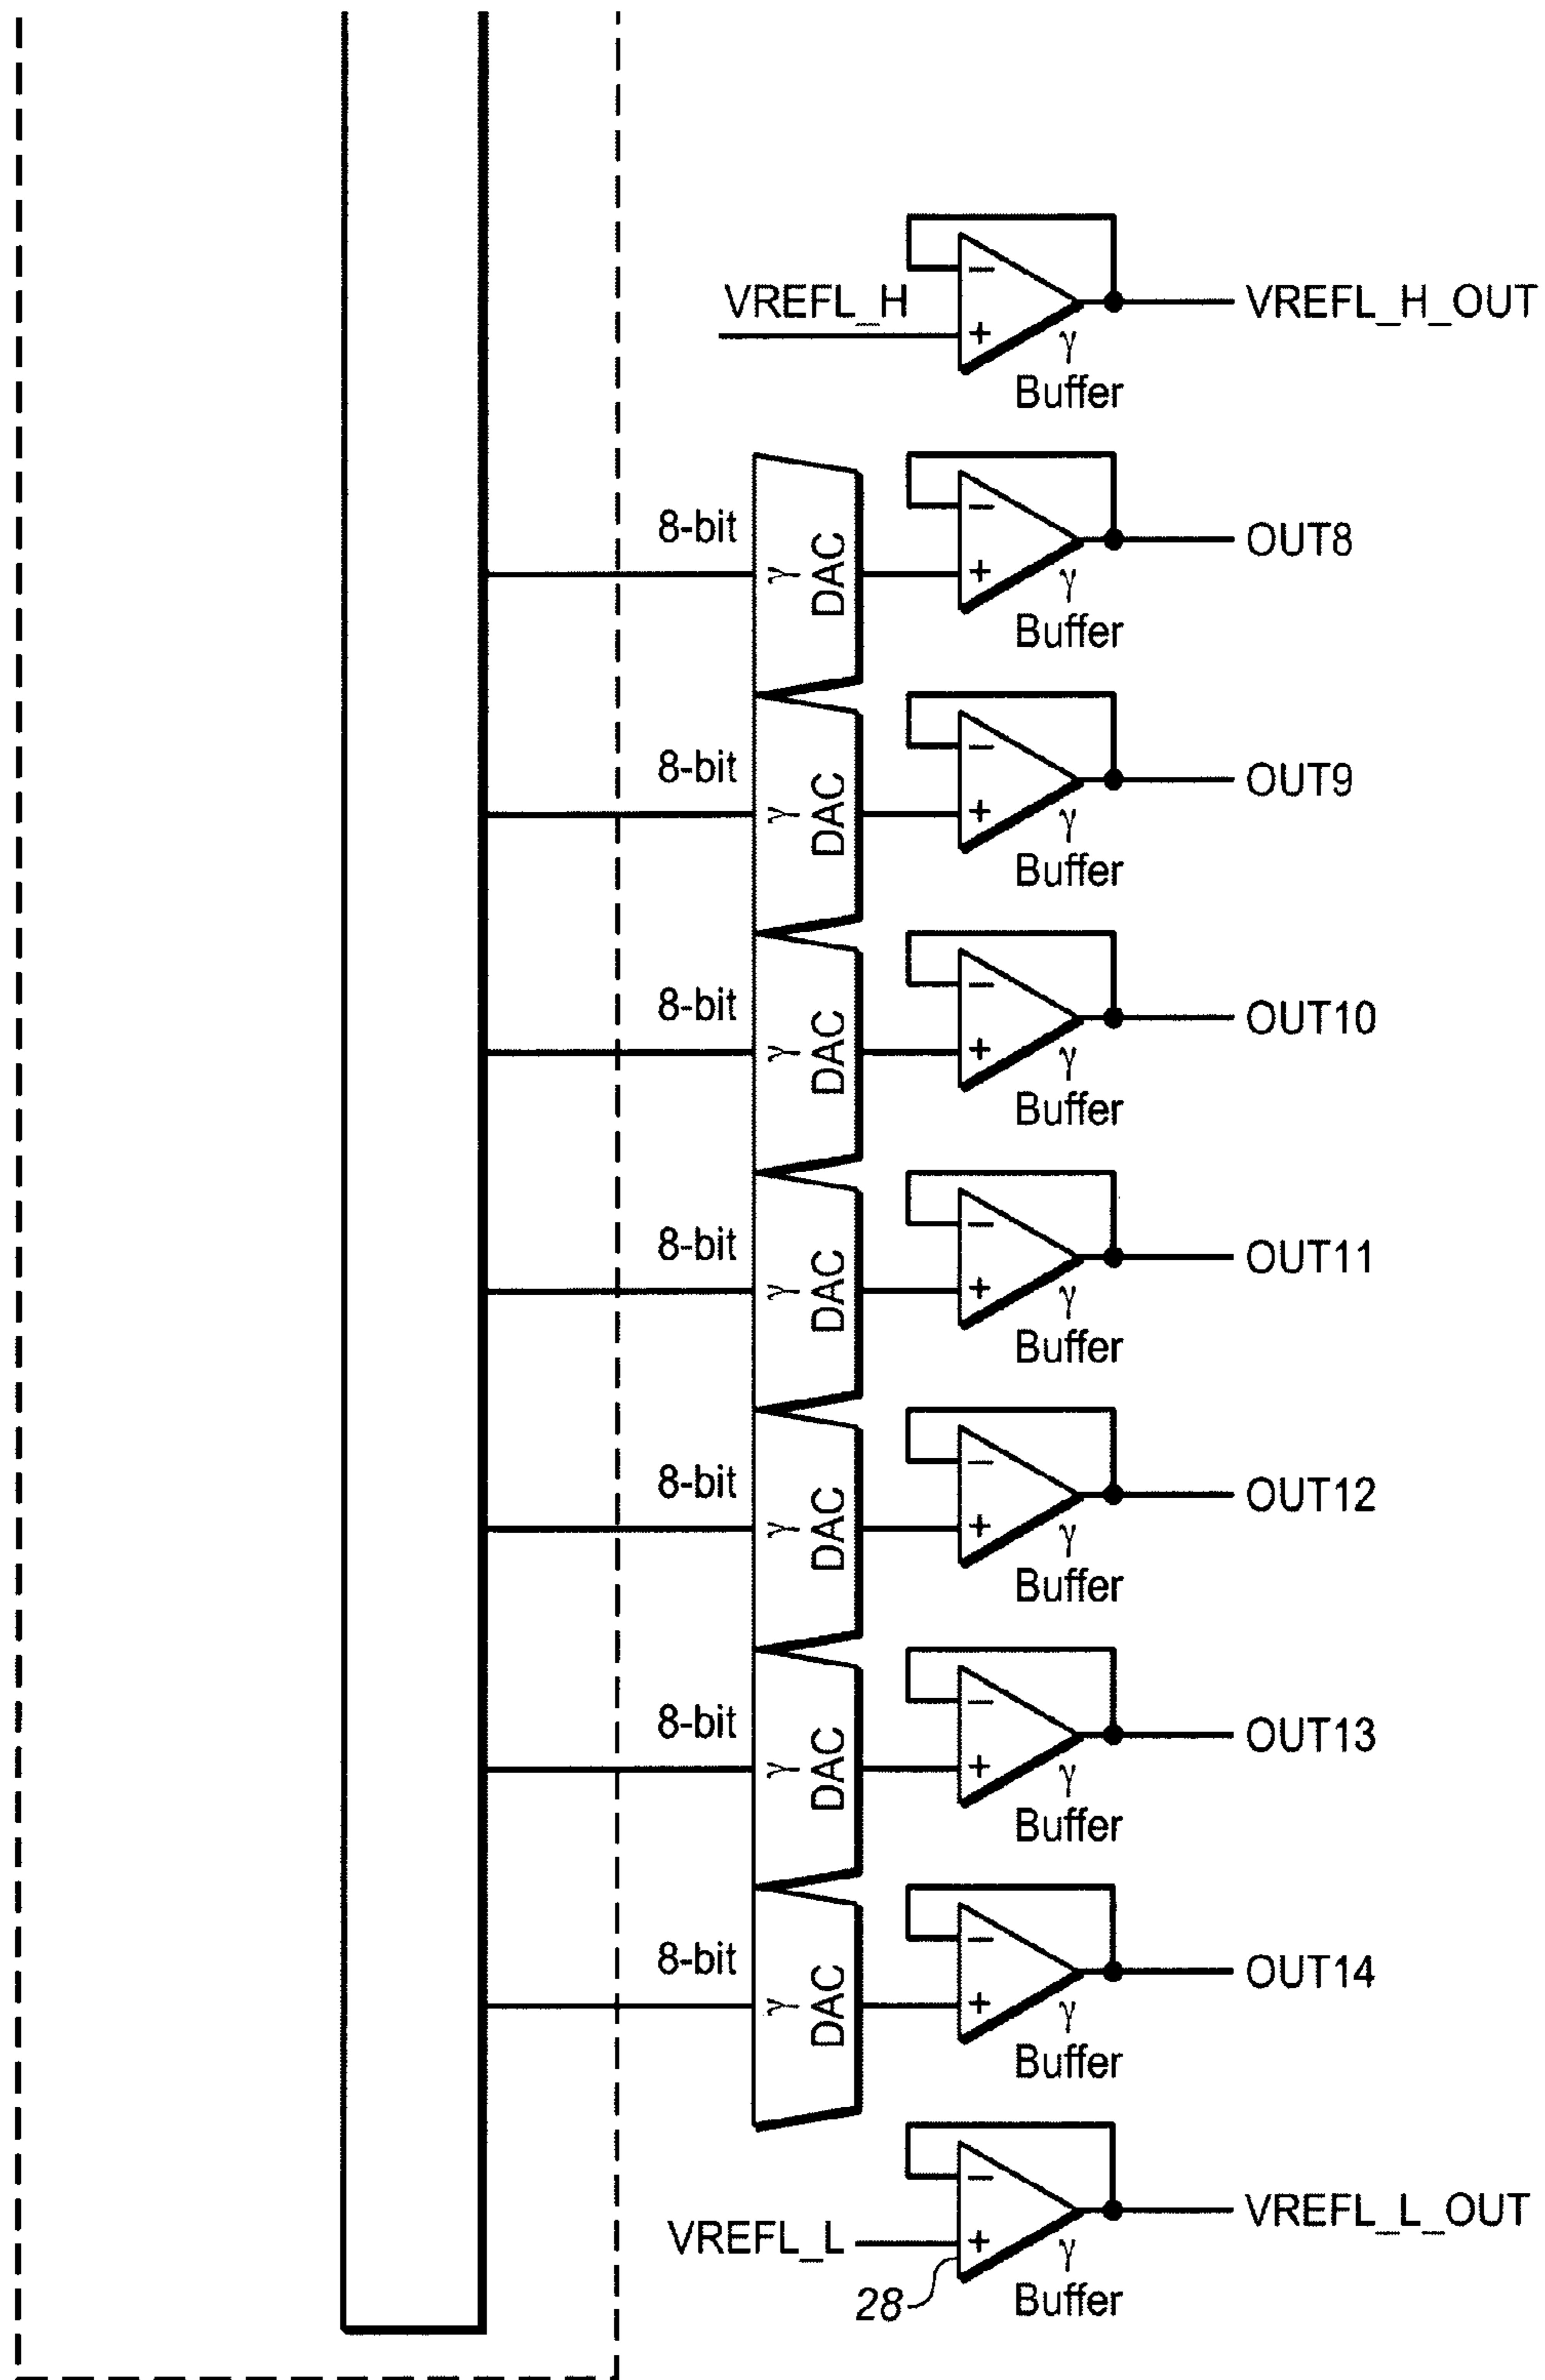 VREFL_H
−
+
VREFL_H_OUT
γ
Buffer
8-bit
γ
DAC
−
+
OUT8
γ
Buffer
8-bit
γ
DAC
−
+
OUT9
γ
Buffer
8-bit
γ
DAC
−
+
OUT10
γ
Buffer
8-bit
γ
DAC
−
+
OUT11
γ
Buffer
8-bit
γ
DAC
−
+
OUT12
γ
Buffer
8-bit
γ
DAC
−
+
OUT13
γ
Buffer
8-bit
γ
DAC
−
+
OUT14
γ
Buffer
VREFL_L
−
+
VREFL_L_OUT
28
γ
Buffer